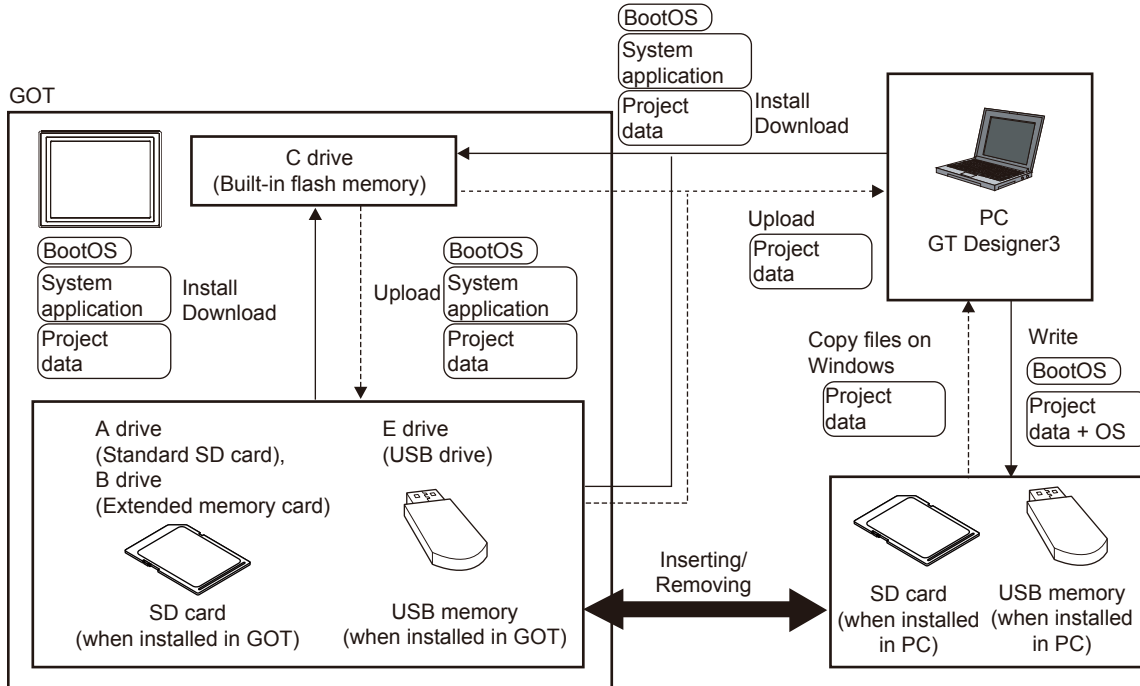 BootOS
System
application
Project
data
Install
Download
GOT
C drive
(Built-in flash memory)
PC
GT Designer3
BootOS
System
application
Project
data
Install
Download
Upload
BootOS
System
application
Project
data
Upload
Project
data
Copy files on
Windows
Project
data
Write
BootOS
Project
data + OS
A drive
(Standard SD card),
B drive
(Extended memory card)
E drive
(USB drive)
SD card
(when installed in GOT)
USB memory
(when installed in GOT)
Inserting/
Removing
SD card
(when installed
in PC)
USB memory
(when installed
in PC)